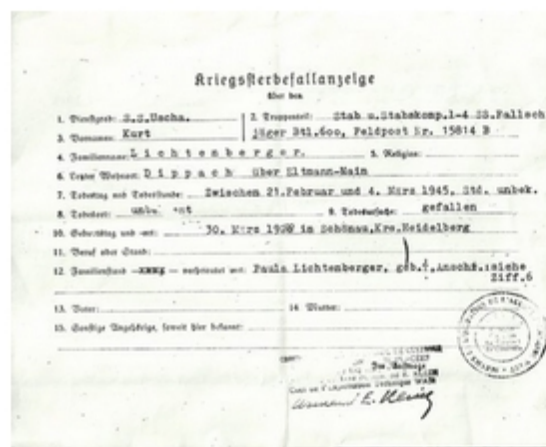 Kriegssterbefallanzeige
über den
1. Dienstgrad: S.S.Uscha. 2. Truppenteil: Stab u.Stabskomp.1-4 SS.Fallsch
3. Vorname: Kurt jäger Btl.600, Feldpost Nr. 15814 B
4. Familienname: Lichtenberger. 5. Religion:
6. Letzter Wohnort: Dippach über Eltmann-Main
7. Todestag und Todesstunde: Zwischen 21.Februar und 4. März 1945, Std. unbek.
8. Todesort: 9. Todesursache: gefallen
10. Geburtstag und -ort: 30. März in Schönau, Krs.Heidelberg
11. Beruf oder Stand:
12. Familienstand — verheiratet mit: Paula Lichtenberger, geb. Anschr.:siehe
Ziff.6
13. Vater: 14. Mutter:
15. Sonstige Angehörige, soweit hier bekannt: